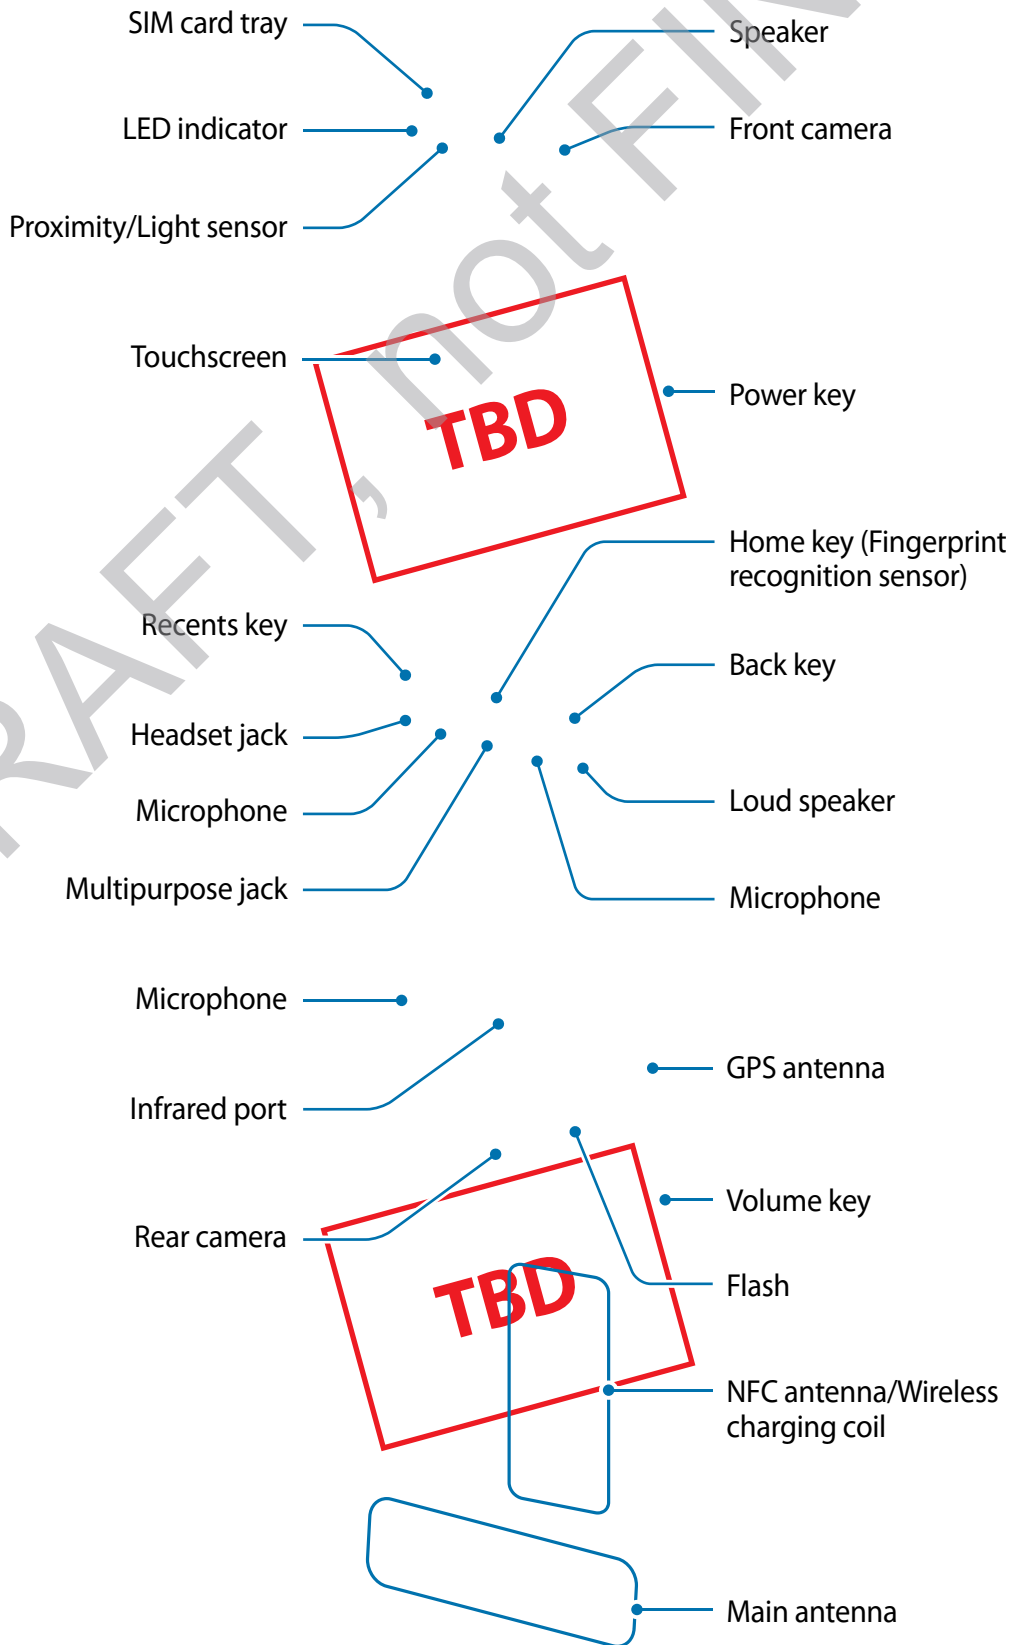 SIM card tray
Speaker
LED indicator
Front camera
Proximity/Light sensor
Touchscreen
Power key
TBD
Home key (Fingerprint
recognition sensor)
Recents key
Back key
Headset jack
Loud speaker
Microphone
Multipurpose jack
Microphone
Microphone
GPS antenna
Infrared port
Volume key
Rear camera
Flash
TBD
NFC antenna/Wireless
charging coil
Main antenna
RAFT, not FIN